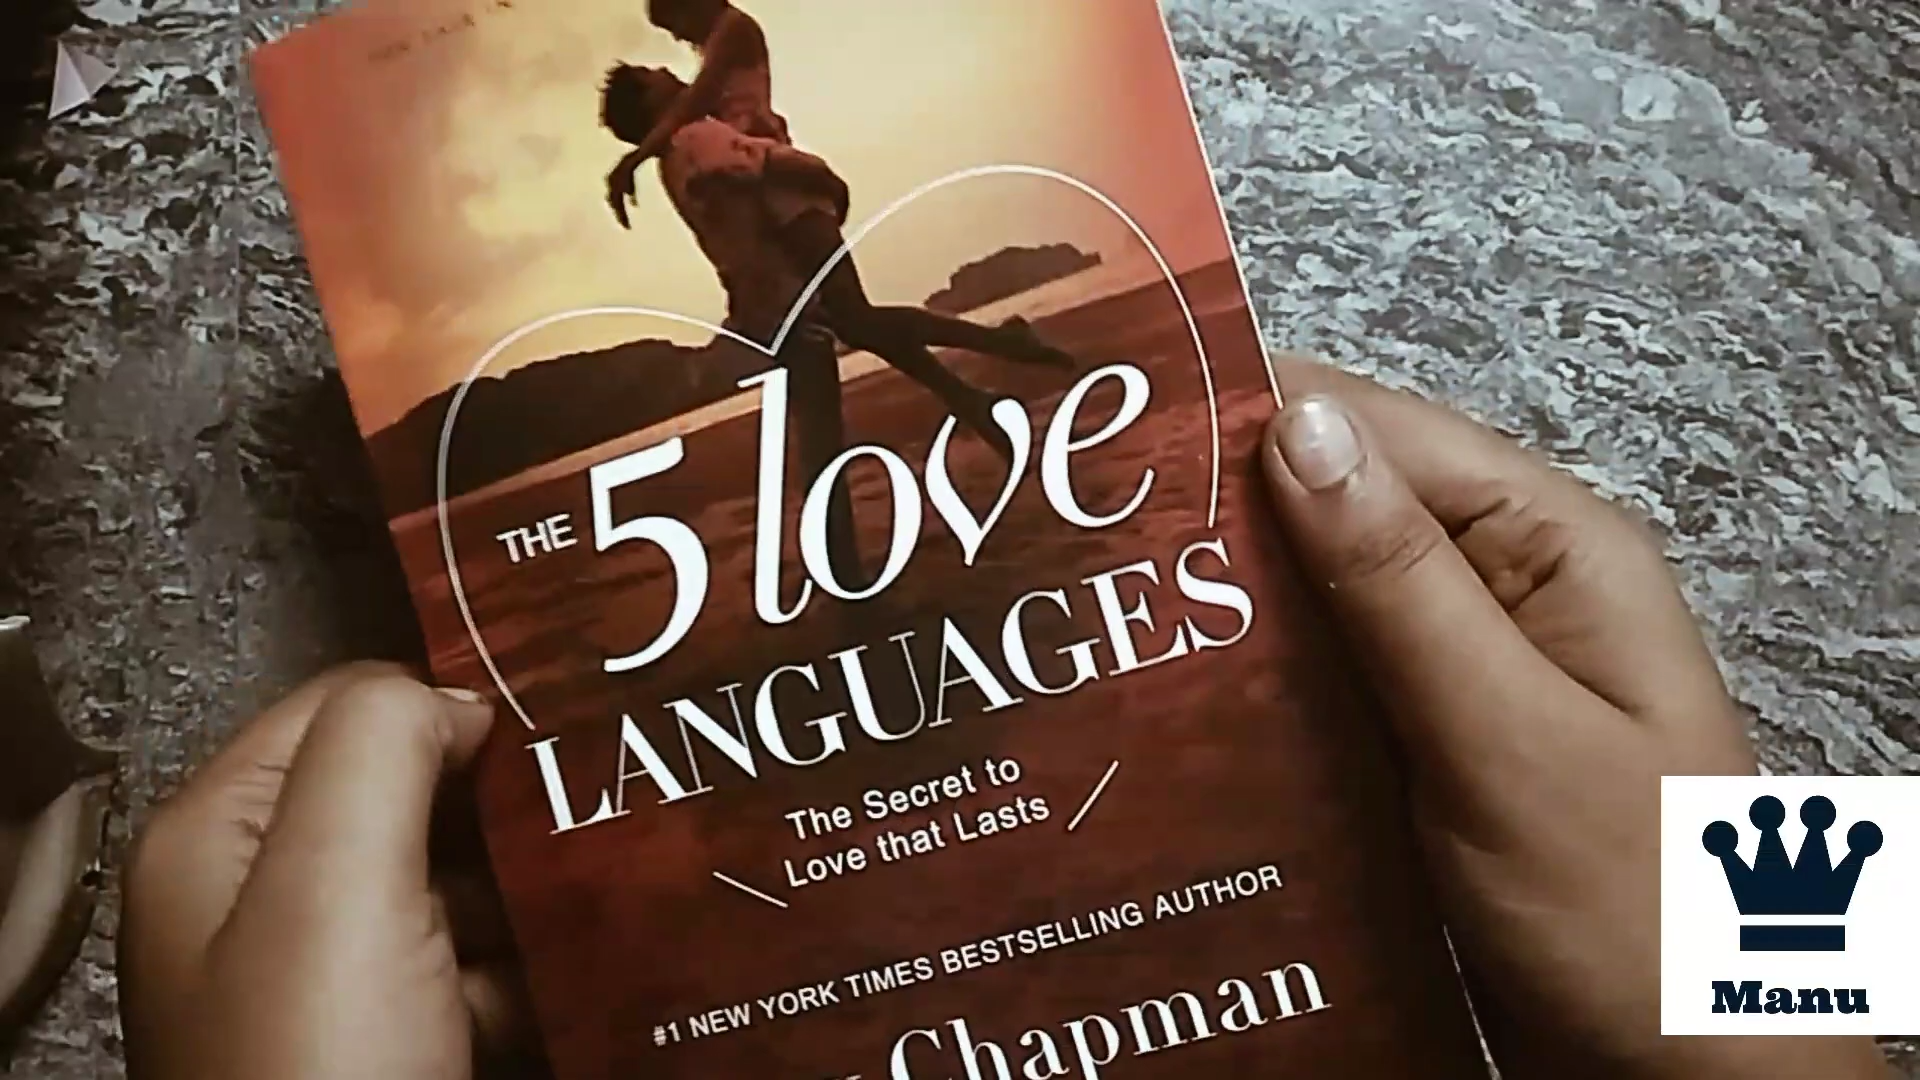 THE 5 love
LANGUAGES
The Secret to
Love that Lasts
#1 NEW YORK TIMES BESTSELLING AUTHOR
Chapman
Manu